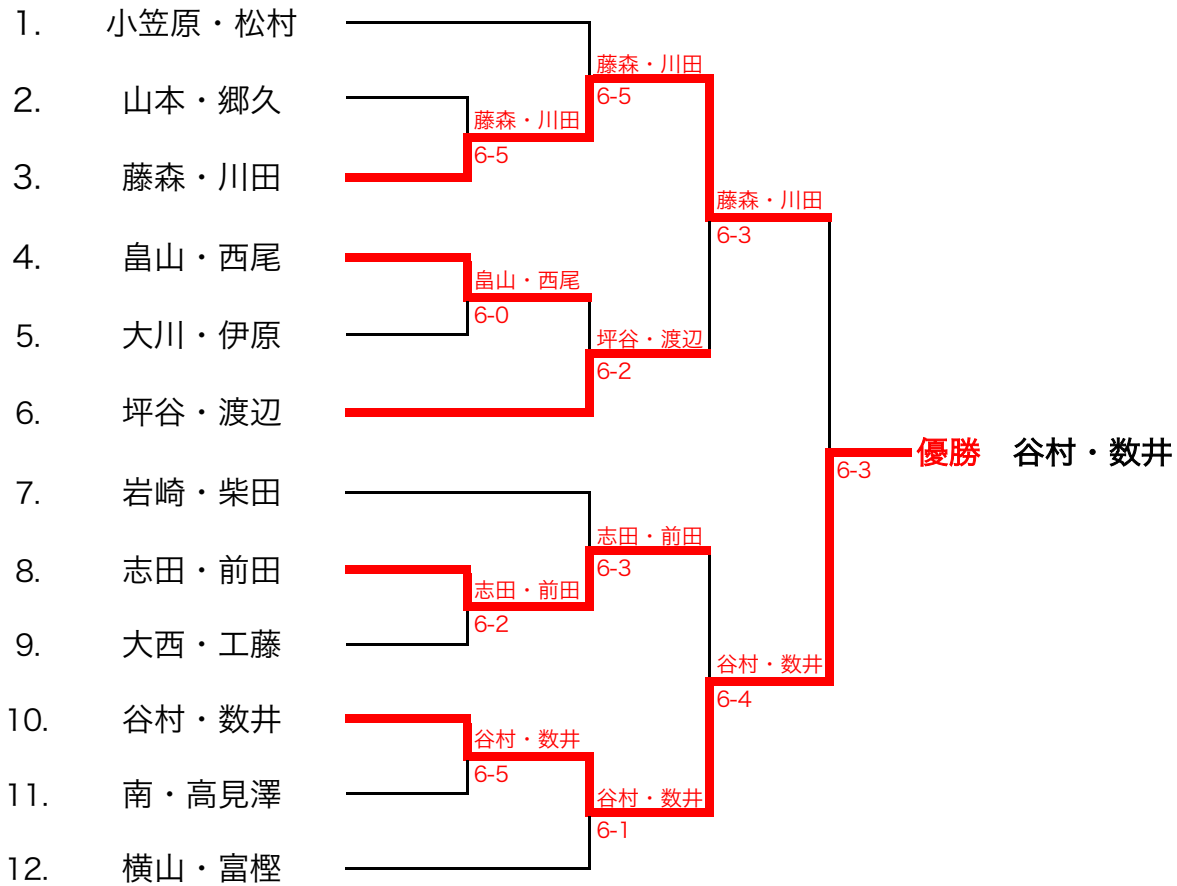 1. 小笠原・松村
2. 山本・郷久
3. 藤森・川田
4. 畠山・西尾
5. 大川・伊原
6. 坪谷・渡辺
7. 岩崎・柴田
8. 志田・前田
9. 大西・工藤
10. 谷村・数井
11. 南・高見澤
12. 横山・富樫
藤森・川田
6-5
畠山・西尾
6-0
志田・前田
6-2
谷村・数井
6-5
藤森・川田
6-5
坪谷・渡辺
6-2
志田・前田
6-3
谷村・数井
6-1
藤森・川田
6-3
谷村・数井
6-4
6-3
優勝 谷村・数井